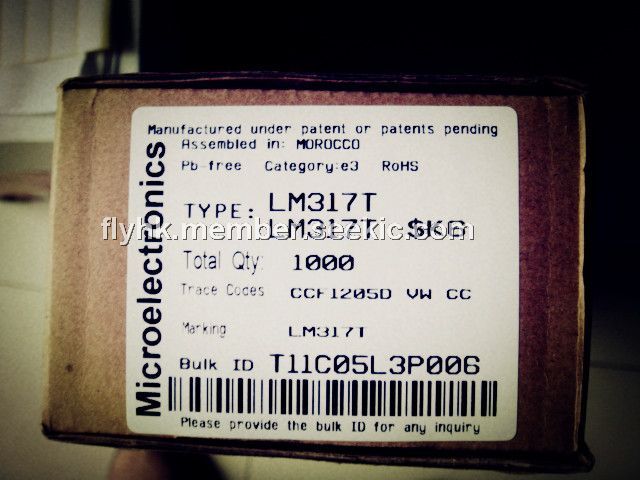 Manufactured under patent or patents pending
Assembled in: MOROCCO
Pb-free Category:e3 RoHS
Microelectronics
TYPE: LM317T
LM317T $KG
flyhk.member.seekic.com
Total Qty: 1000
Trace Codes CCF1205D VW CC
Marking LM317T
Bulk ID T11C05L3P006
Please provide the bulk ID for any inquiry